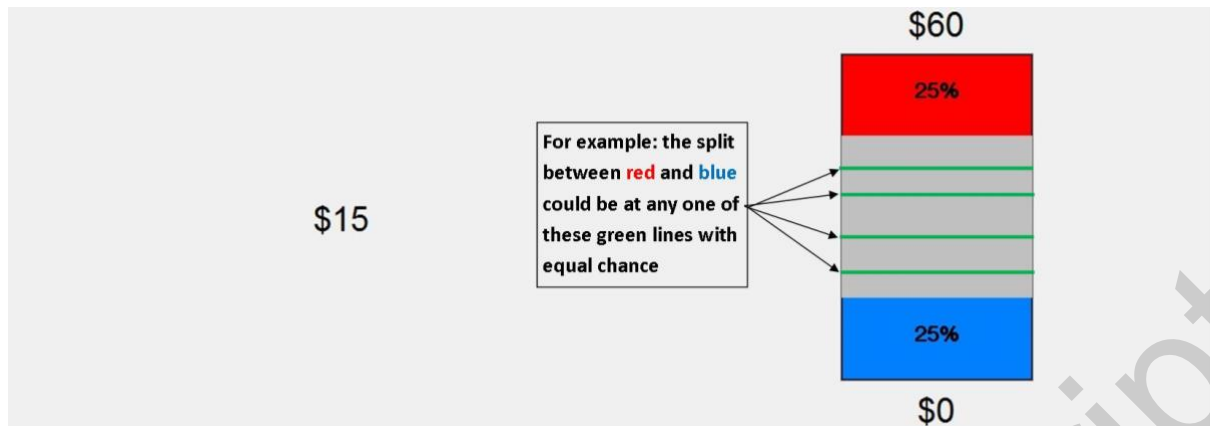 $60
25%
For example: the split
between red and blue
could be at any one of
these green lines with
equal chance
$15
25%
$0